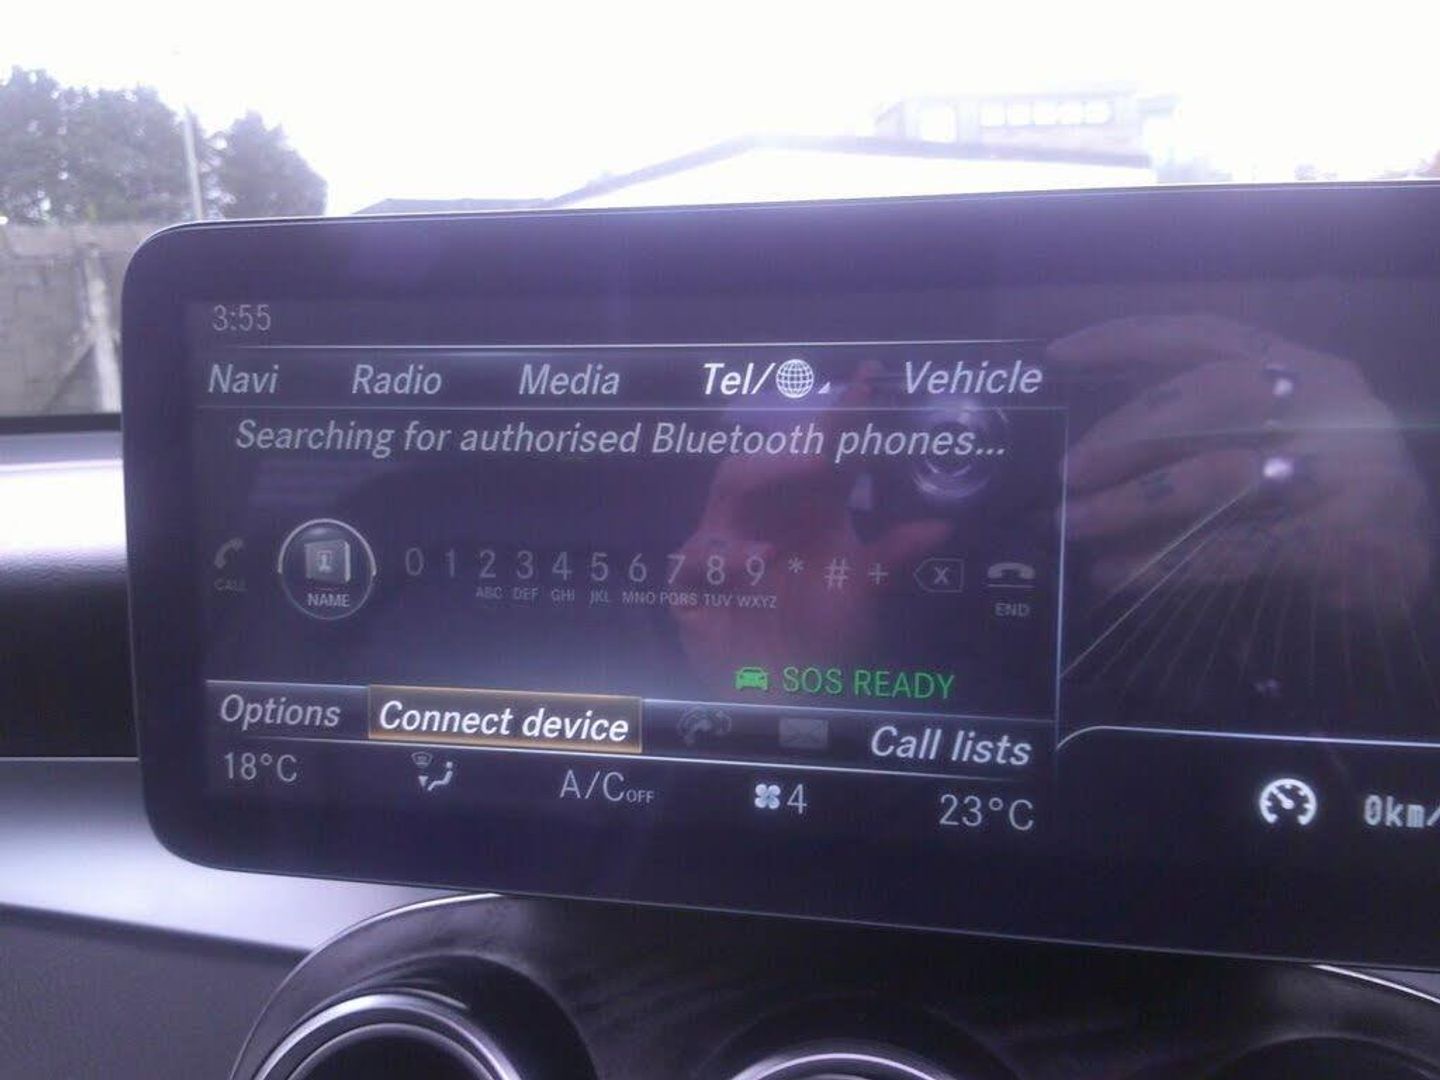 3:55
Navi Radio Media Tel/ Vehicle
Searching for authorised Bluetooth phones...
CALL NAME 0 1 2 3 4 5 6 7 8 9 * # + X END
ABC DEF GHI JKL MNO PQRS TUV WXYZ
SOS READY
Options Connect device Call lists
18°C A/C OFF 4 23°C
0km/